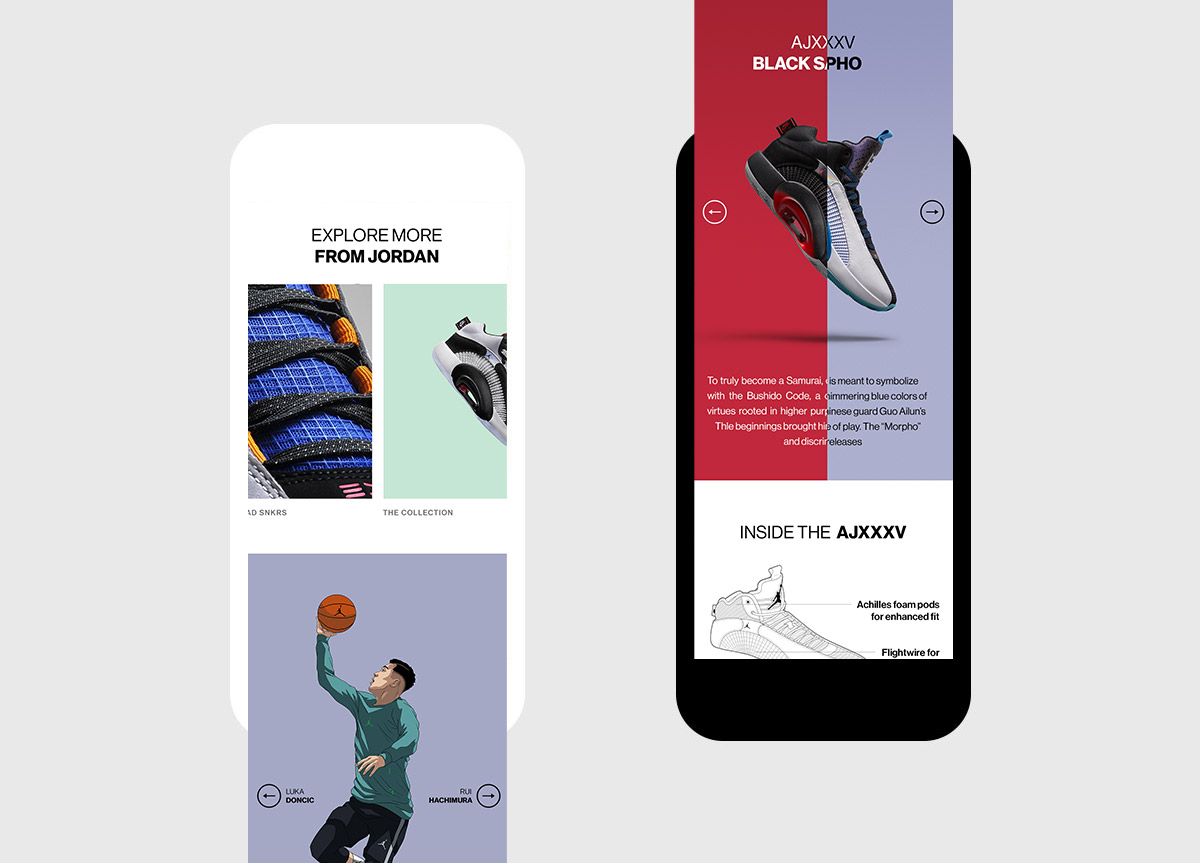 EXPLORE MORE
FROM JORDAN
AD SNKRS
THE COLLECTION
LUKA
DONCIC
RUI
HACHIMURA
AJXXXV
BLACK SPHO
To truly become a Samurai, is meant to symbolize
with the Bushido Code, a immering blue colors of
virtues rooted in higher purpinese guard Guo Ailun's
Thle beginnings brought hie of play. The “Morpho”
and discrireleases
INSIDE THE AJXXXV
Achilles foam pods
for enhanced fit
Flightwire for